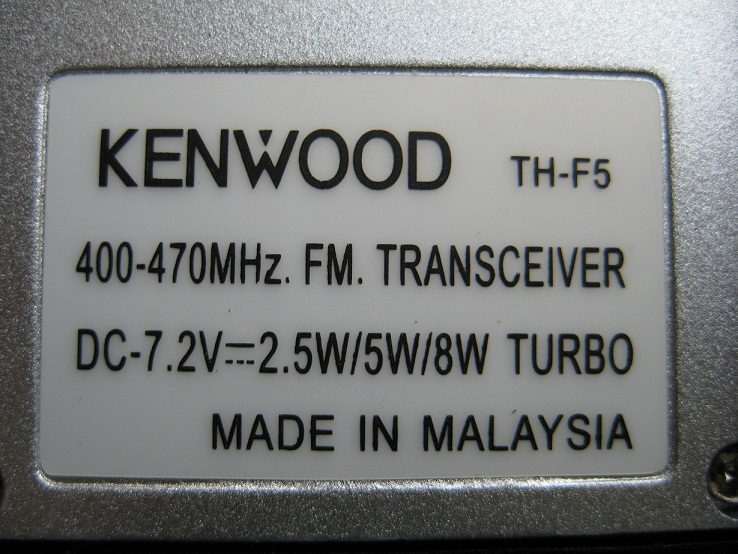 KENWOOD TH-F5
400-470MHz. FM. TRANSCEIVER
DC-7.2V⎓2.5W/5W/8W TURBO
MADE IN MALAYSIA